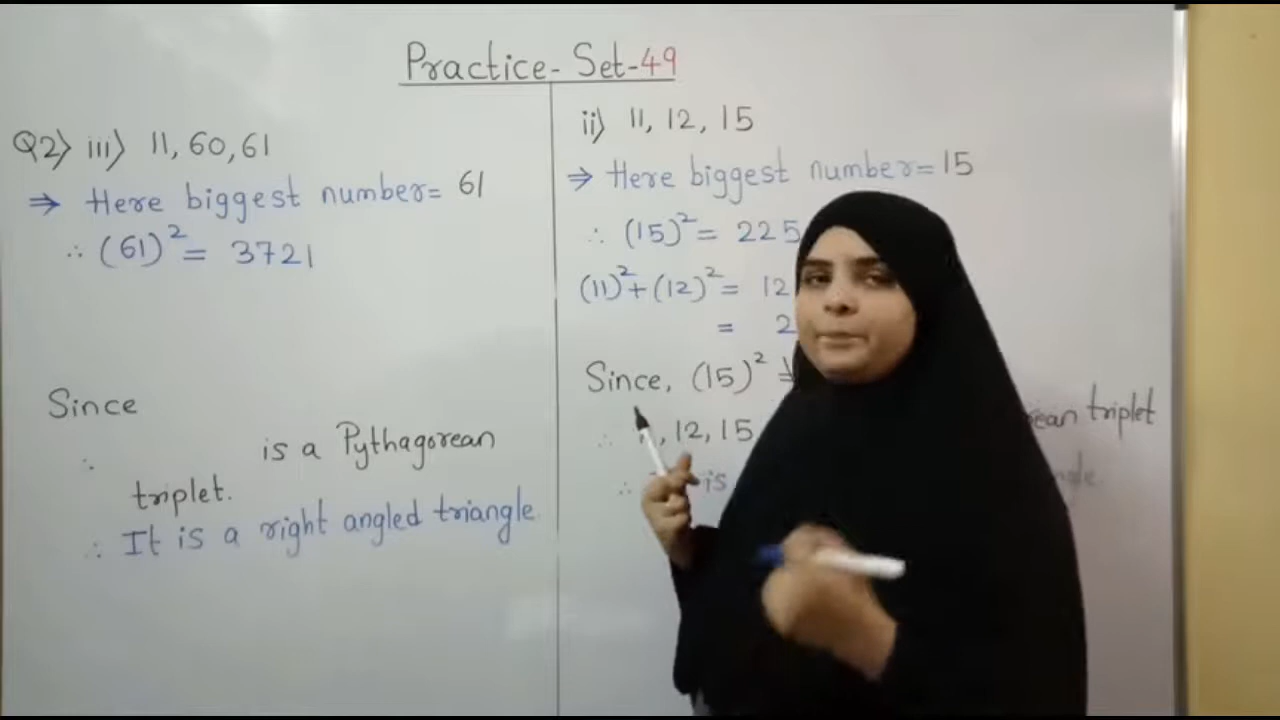 Practice-Set-49
Q2) iii) 11, 60, 61
⇒ Here biggest number= 61
∴ (61)² = 3721
Since
∴ is a Pythagorean
triplet.
∴ It is a right angled triangle
ii) 11, 12, 15
⇒ Here biggest number=15
∴ (15)² = 225
(11)²+(12)² = 12
= 2
Since, (15)²
∴ , 12, 15 triplet
∴ is